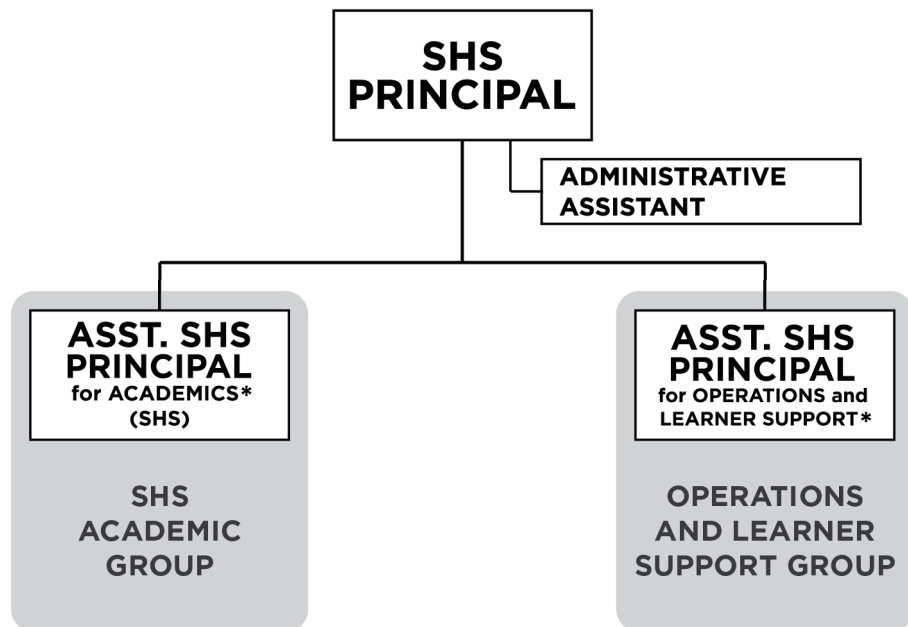 SHS
PRINCIPAL
ADMINISTRATIVE
ASSISTANT
ASST. SHS
PRINCIPAL
for ACADEMICS*
(SHS)
SHS
ACADEMIC
GROUP
ASST. SHS
PRINCIPAL
for OPERATIONS and
LEARNER SUPPORT*
OPERATIONS
AND LEARNER
SUPPORT GROUP